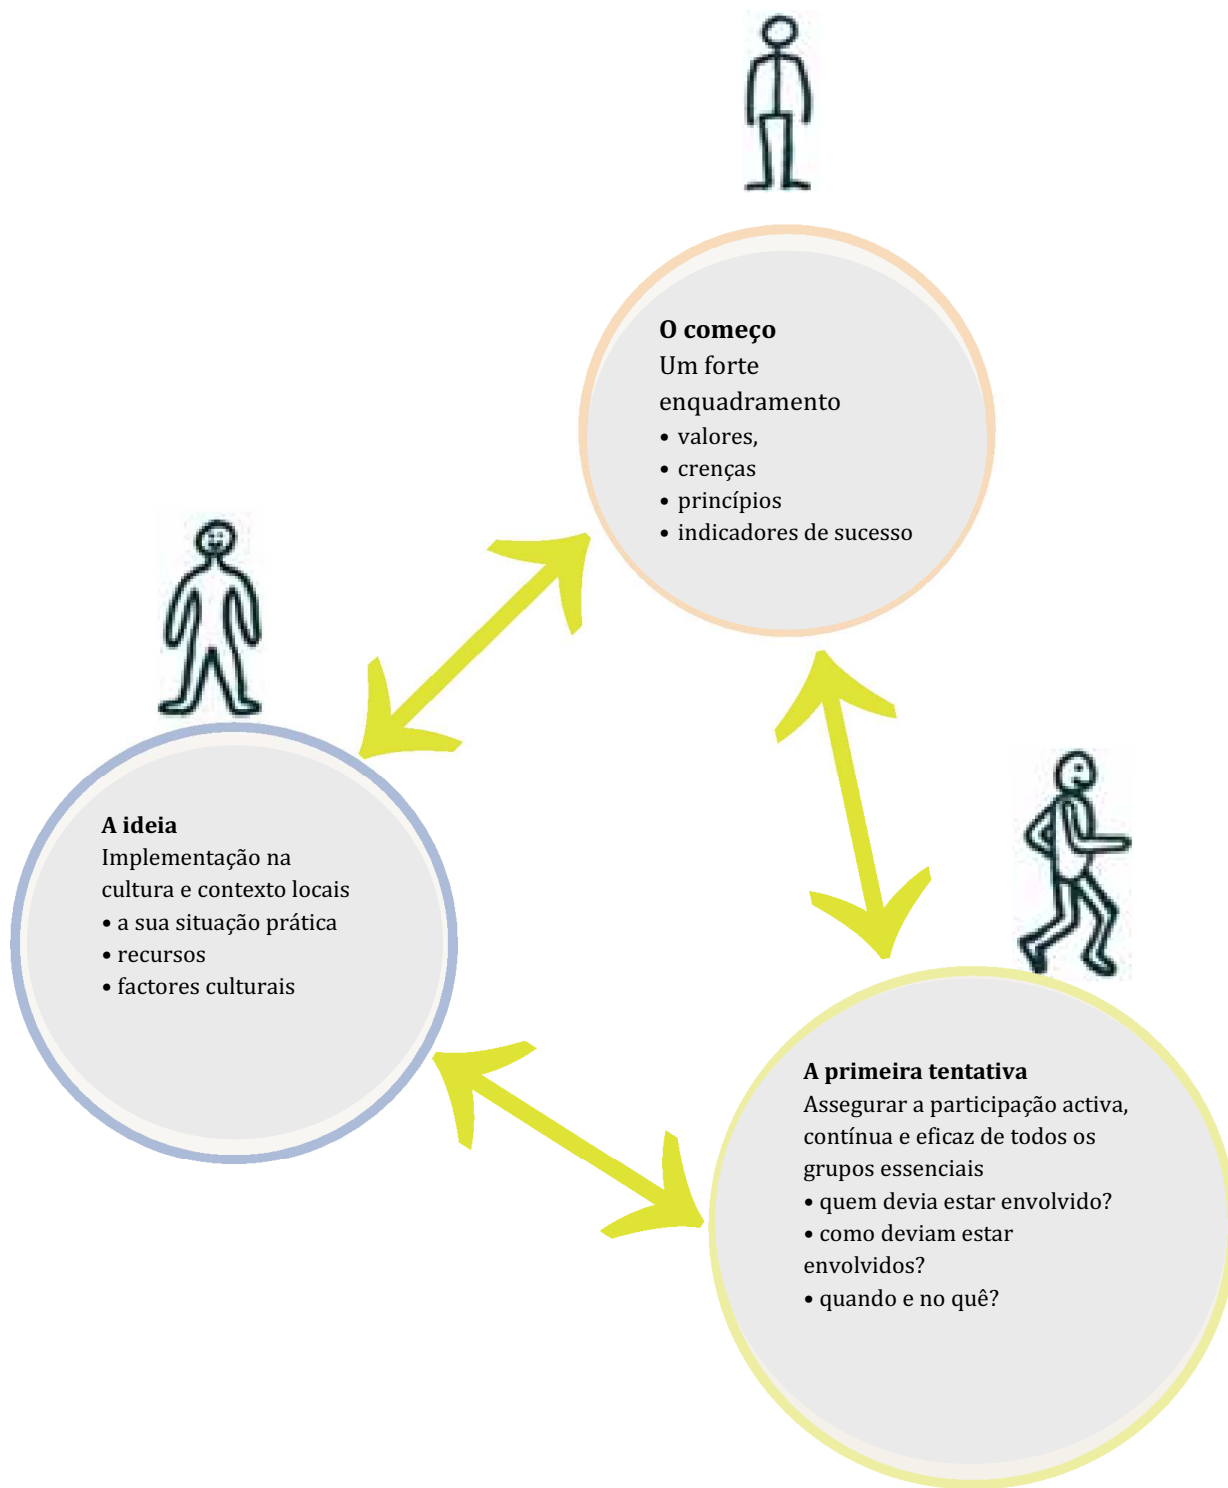 O começo
Um forte
enquadramento
• valores,
• crenças
• princípios
• indicadores de sucesso
A ideia
Implementação na
cultura e contexto locais
• a sua situação prática
• recursos
• factores culturais
A primeira tentativa
Assegurar a participação activa,
contínua e eficaz de todos os
grupos essenciais
• quem devia estar envolvido?
• como deviam estar
envolvidos?
• quando e no quê?